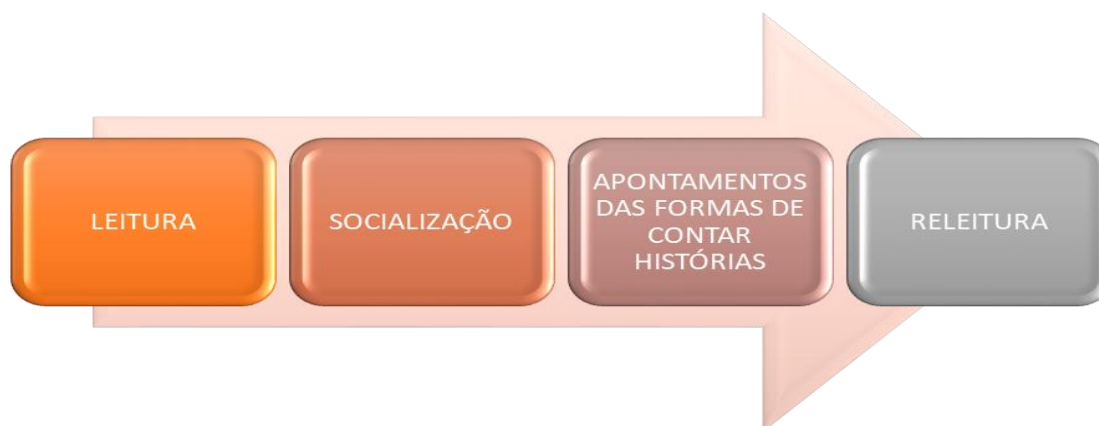 LEITURA
SOCIALIZAÇÃO
APONTAMENTOS
DAS FORMAS DE
CONTAR
HISTÓRIAS
RELEITURA